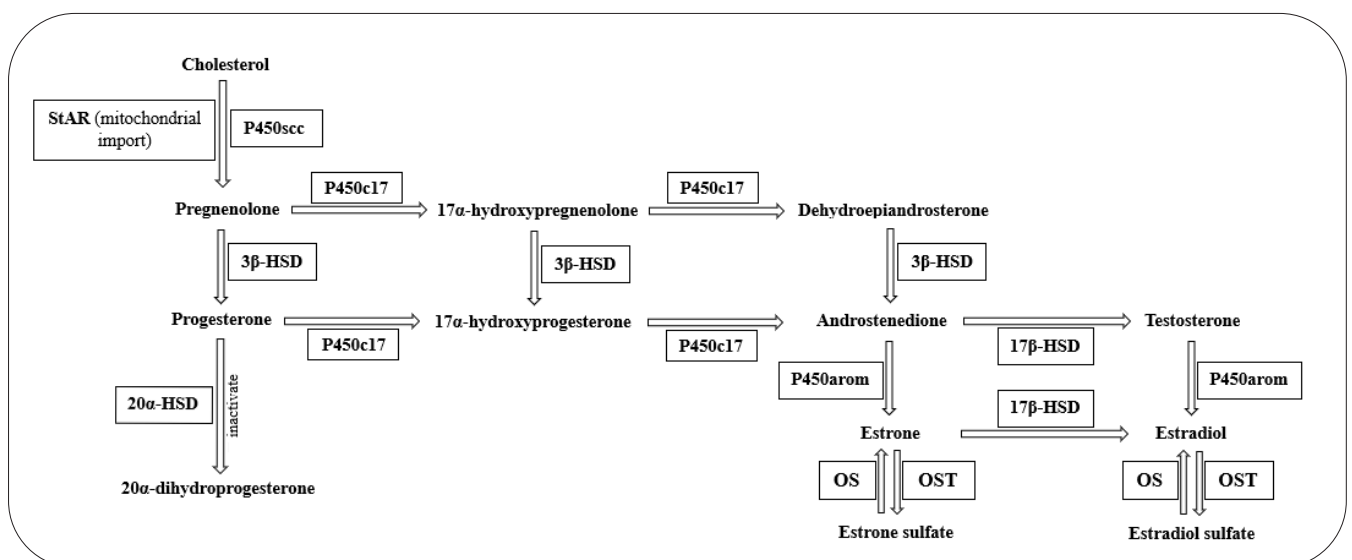 Cholesterol
StAR (mitochondrial
import)
P450scc
P450c17
P450c17
Pregnenolone
17α-hydroxypregnenolone
Dehydroepiandrosterone
3β-HSD
3β-HSD
3β-HSD
Progesterone
17α-hydroxyprogesterone
Androstenedione
Testosterone
P450c17
P450c17
17β-HSD
20α-HSD
inactivate
P450arom
P450arom
17β-HSD
Estrone
Estradiol
OS
OST
OS
OST
20α-dihydroprogesterone
Estrone sulfate
Estradiol sulfate